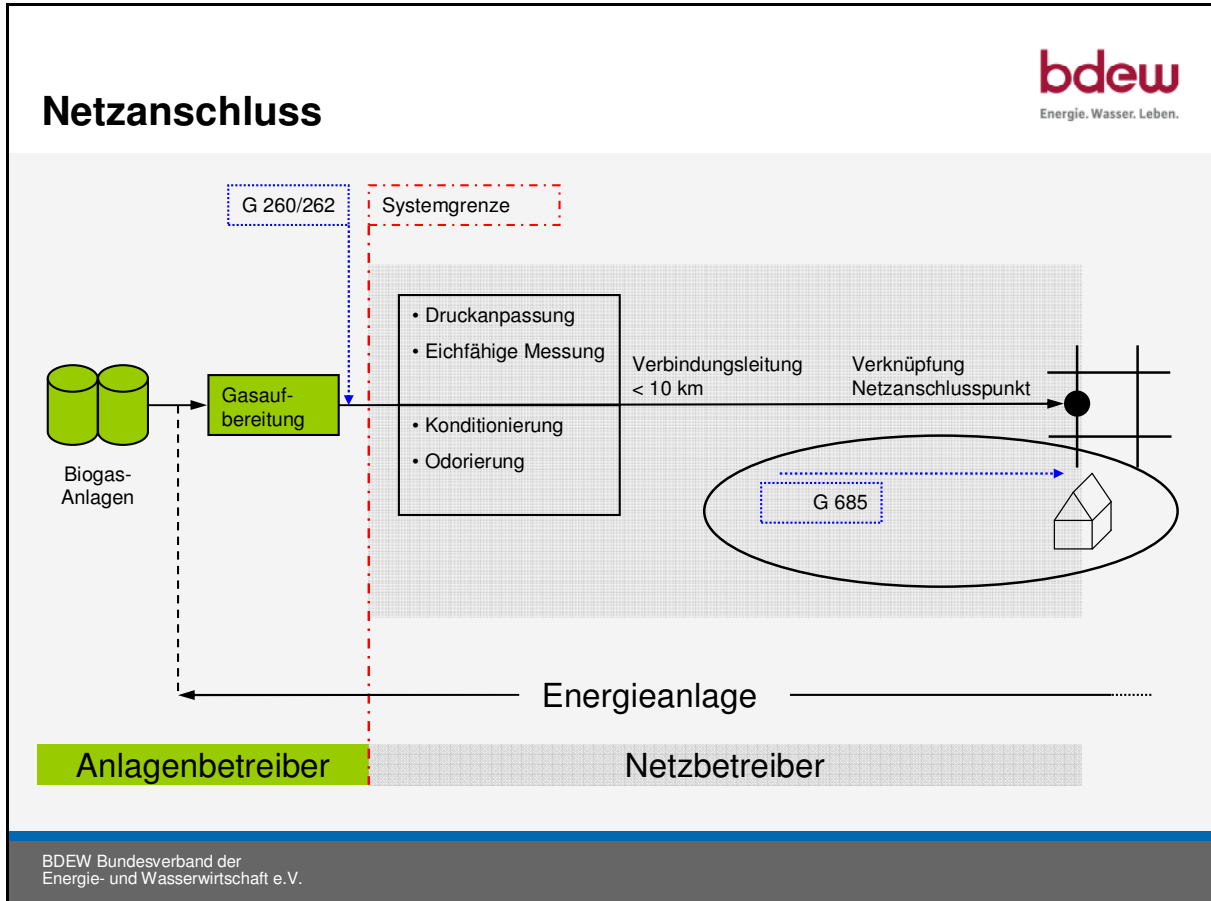 Netzanschluss
bdew
Energie. Wasser. Leben.
G 260/262
Systemgrenze
• Druckanpassung
• Eichfähige Messung
• Konditionierung
• Odorierung
Verbindungsleitung
< 10 km
Verknüpfung
Netzanschlusspunkt
Gasauf-
bereitung
Biogas-
Anlagen
G 685
Energieanlage
Anlagenbetreiber
Netzbetreiber
BDEW Bundesverband der
Energie- und Wasserwirtschaft e.V.